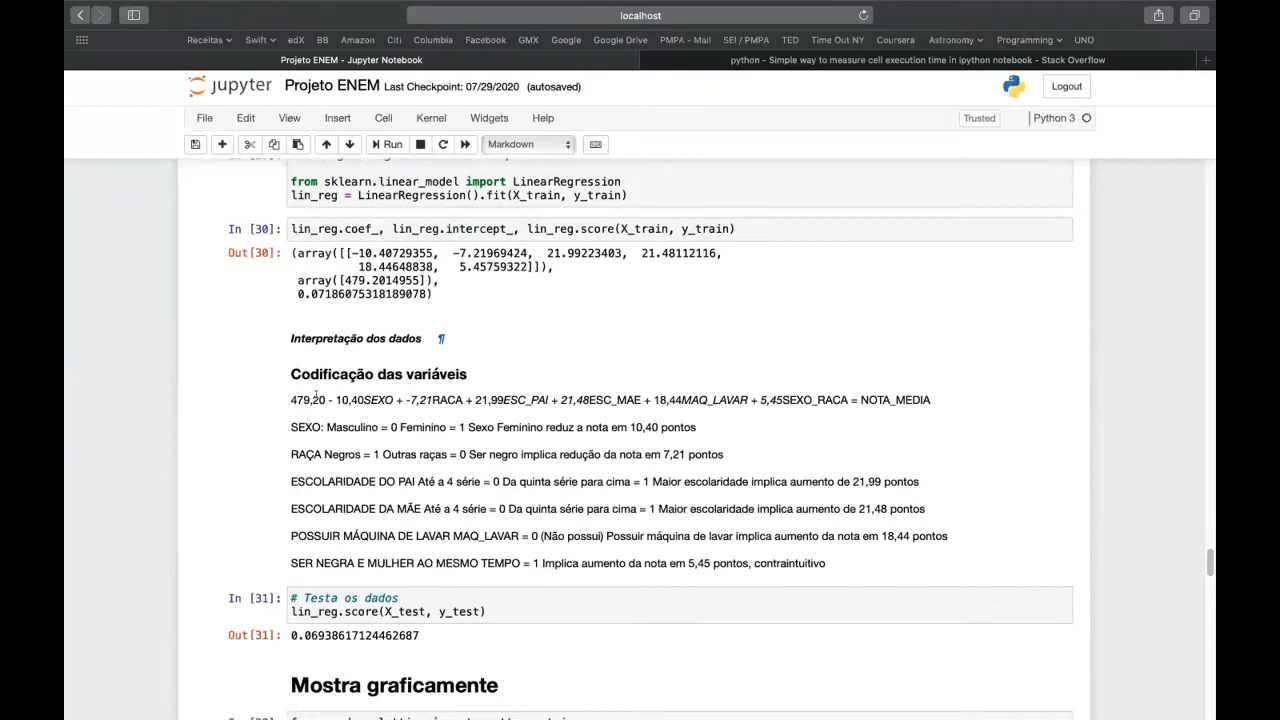 localhost
Receitas Swift edX BB Amazon Citi Columbia Facebook GMX Google Google Drive PMPA - Mail SEI / PMPA TED Time Out NY Coursera Astronomy Programming UNO
Projeto ENEM - Jupyter Notebook python - Simple way to measure cell execution time in ipython notebook - Stack Overflow
jupyter Projeto ENEM Last Checkpoint: 07/29/2020 (autosaved) Logout
File Edit View Insert Cell Kernel Widgets Help Trusted Python 3
Run Markdown
from sklearn.linear_model import LinearRegression
lin_reg = LinearRegression().fit(X_train, y_train)
In [30]: lin_reg.coef_, lin_reg.intercept_, lin_reg.score(X_train, y_train)
Out[30]: (array([[-10.40729355, -7.21969424, 21.99223403, 21.48112116,
18.44648838, 5.45759322]]),
array([479.2014955]),
0.07186075318189078)
Interpretação dos dados ¶
Codificação das variáveis
479,20 - 10,40SEXO + -7,21RACA + 21,99ESC_PAI + 21,48ESC_MAE + 18,44MAQ_LAVAR + 5,45SEXO_RACA = NOTA_MEDIA
SEXO: Masculino = 0 Feminino = 1 Sexo Feminino reduz a nota em 10,40 pontos
RAÇA Negros = 1 Outras raças = 0 Ser negro implica redução da nota em 7,21 pontos
ESCOLARIDADE DO PAI Até a 4 série = 0 Da quinta série para cima = 1 Maior escolaridade implica aumento de 21,99 pontos
ESCOLARIDADE DA MÃE Até a 4 série = 0 Da quinta série para cima = 1 Maior escolaridade implica aumento de 21,48 pontos
POSSUIR MÁQUINA DE LAVAR MAQ_LAVAR = 0 (Não possui) Possuir máquina de lavar implica aumento da nota em 18,44 pontos
SER NEGRA E MULHER AO MESMO TEMPO = 1 Implica aumento da nota em 5,45 pontos, contraintuitivo
In [31]: # Testa os dados
lin_reg.score(X_test, y_test)
Out[31]: 0.06938617124462687
Mostra graficamente